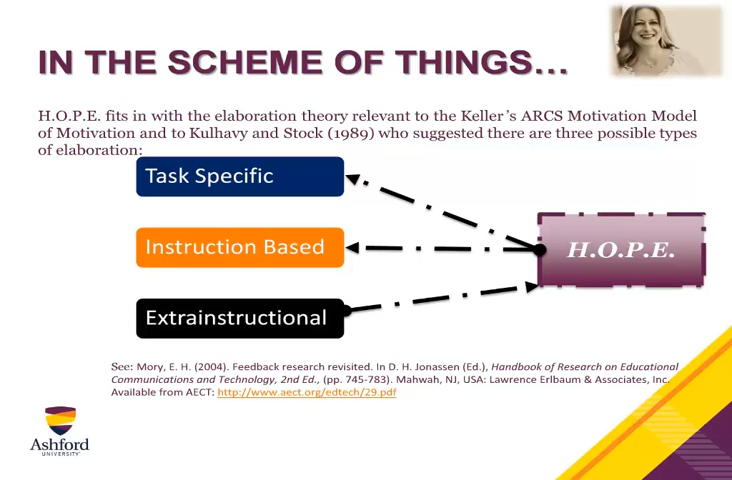 IN THE SCHEME OF THINGS...
H.O.P.E. fits in with the elaboration theory relevant to the Keller's ARCS Motivation Model
of Motivation and to Kulhavy and Stock (1989) who suggested there are three possible types
of elaboration:
Task Specific
Instruction Based
H.O.P.E.
Extrainstructional
See: Mory, E. H. (2004). Feedback research revisited. In D. H. Jonassen (Ed.), Handbook of Research on Educational
Communications and Technology, 2nd Ed., (pp. 745-783). Mahwah, NJ, USA: Lawrence Erlbaum & Associates, Inc.
Available from AECT: http://www.aect.org/edtech/29.pdf
Ashford
UNIVERSITY